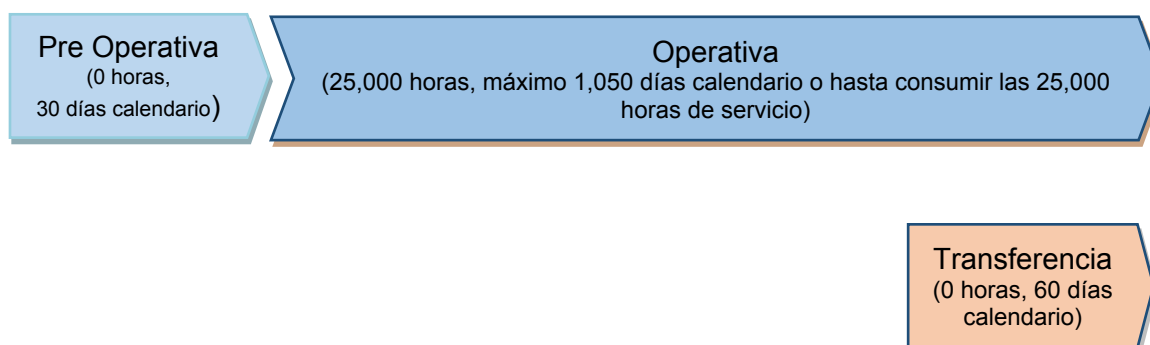 Pre Operativa
(0 horas,
30 días calendario)
Operativa
(25,000 horas, máximo 1,050 días calendario o hasta consumir las 25,000
horas de servicio)
Transferencia
(0 horas, 60 días
calendario)